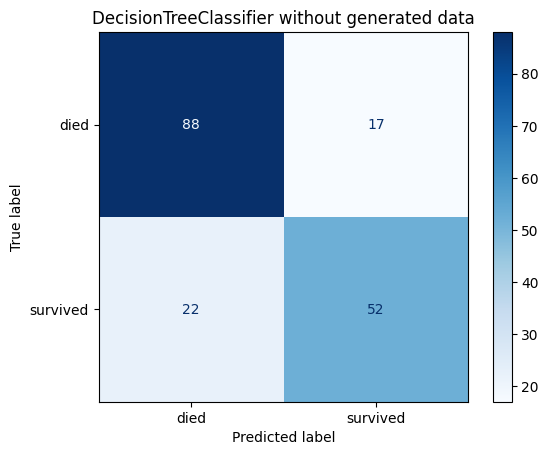 DecisionTreeClassifier without generated data
died
88
17
survived
22
52
died
survived
Predicted label
True label
80
70
60
50
40
30
20